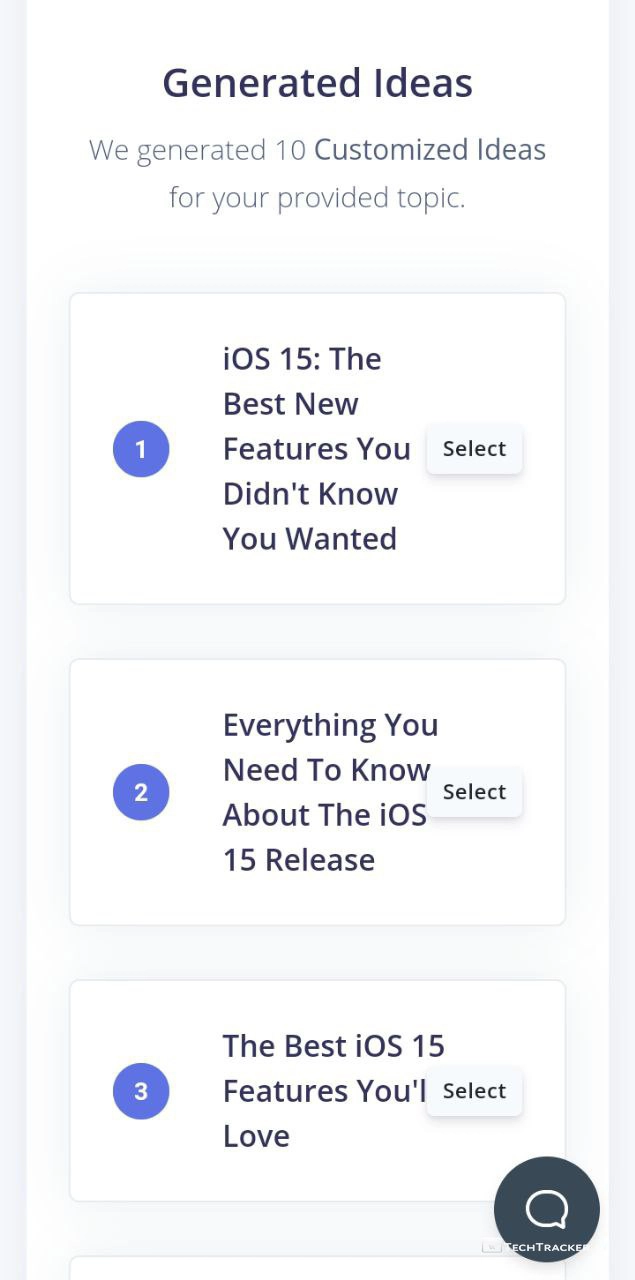 Generated Ideas
We generated 10 Customized Ideas
for your provided topic.
1
iOS 15: The
Best New
Features You
Didn't Know
You Wanted
Select
2
Everything You
Need To Know
About The iOS
15 Release
Select
3
The Best iOS 15
Features You'l
Love
Select
TECHTRACKER